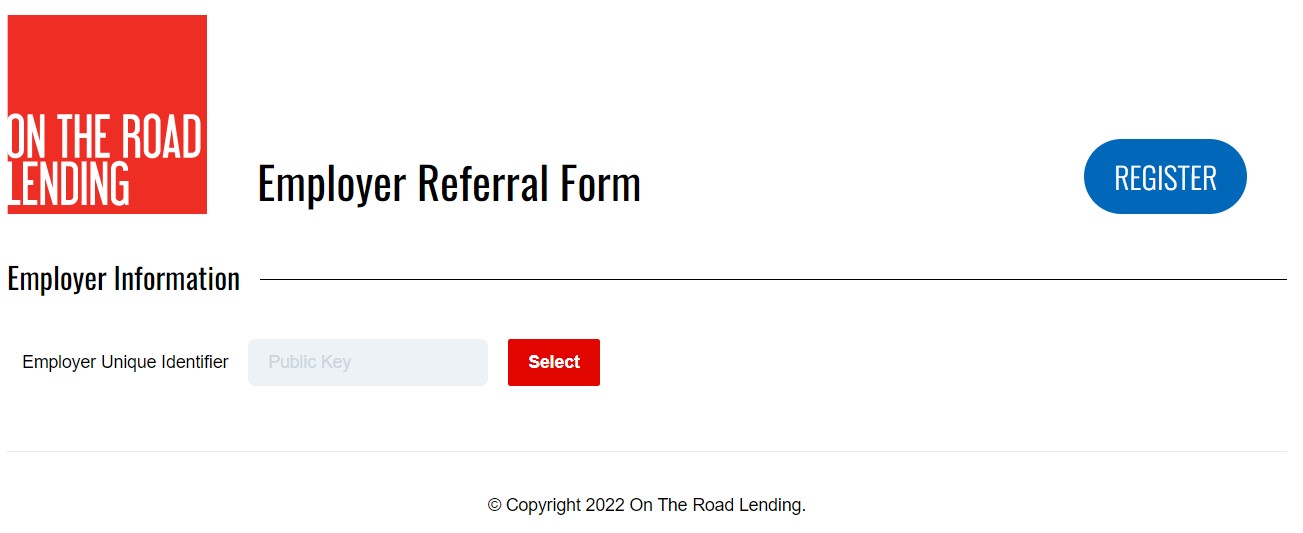 ON THE ROAD
LENDING
Employer Referral Form
REGISTER
Employer Information
Employer Unique Identifier
Public Key
Select
© Copyright 2022 On The Road Lending.